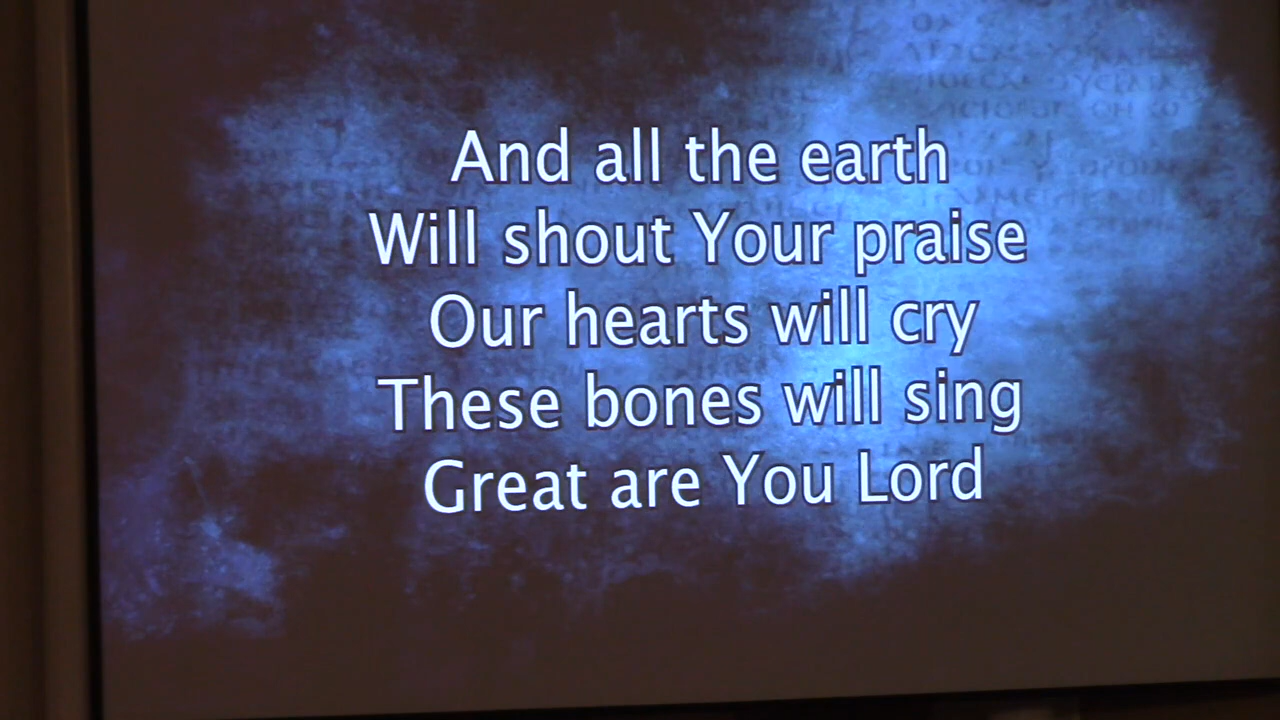 And all the earth
Will shout Your praise
Our hearts will cry
These bones will sing
Great are You Lord